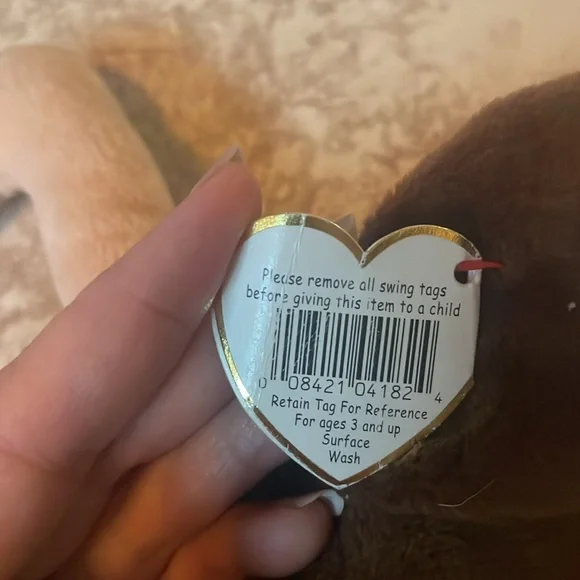 Please remove all swing tags
before giving this item to a child
0 08421 04182 4
Retain Tag For Reference
For ages 3 and up
Surface
Wash